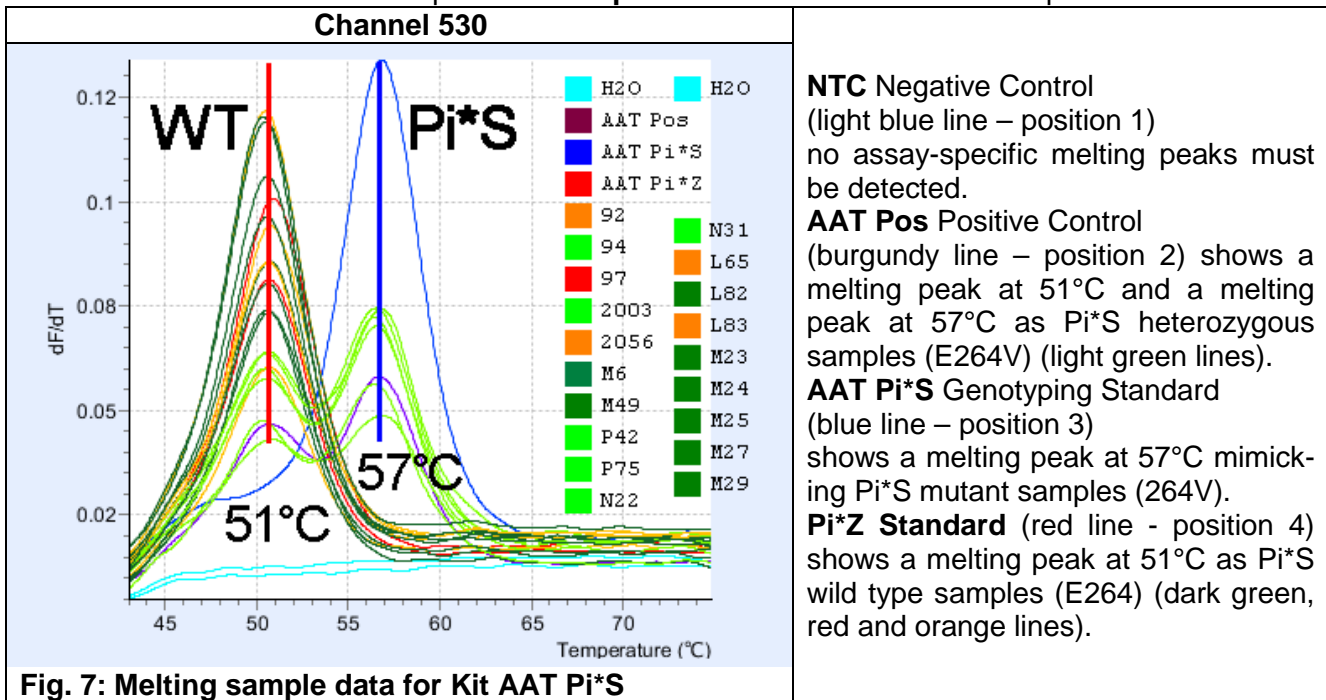 Channel 530
WT
Pi*S
0.12
0.1
0.08
0.05
0.02
dF/dT
51°C
57°C
45
50
55
60
65
70
Temperature (°C)
H2O
AAT Pos
AAT Pi*S
AAT Pi*Z
92
94
97
2003
2056
M6
M49
P42
P75
N22
H2O
N31
L65
L82
L83
M23
M24
M25
M27
M29
Fig. 7: Melting sample data for Kit AAT Pi*S
NTC Negative Control
(light blue line – position 1)
no assay-specific melting peaks must
be detected.
AAT Pos Positive Control
(burgundy line – position 2) shows a
melting peak at 51°C and a melting
peak at 57°C as Pi*S heterozygous
samples (E264V) (light green lines).
AAT Pi*S Genotyping Standard
(blue line – position 3)
shows a melting peak at 57°C mimick-
ing Pi*S mutant samples (264V).
Pi*Z Standard (red line - position 4)
shows a melting peak at 51°C as Pi*S
wild type samples (E264) (dark green,
red and orange lines).